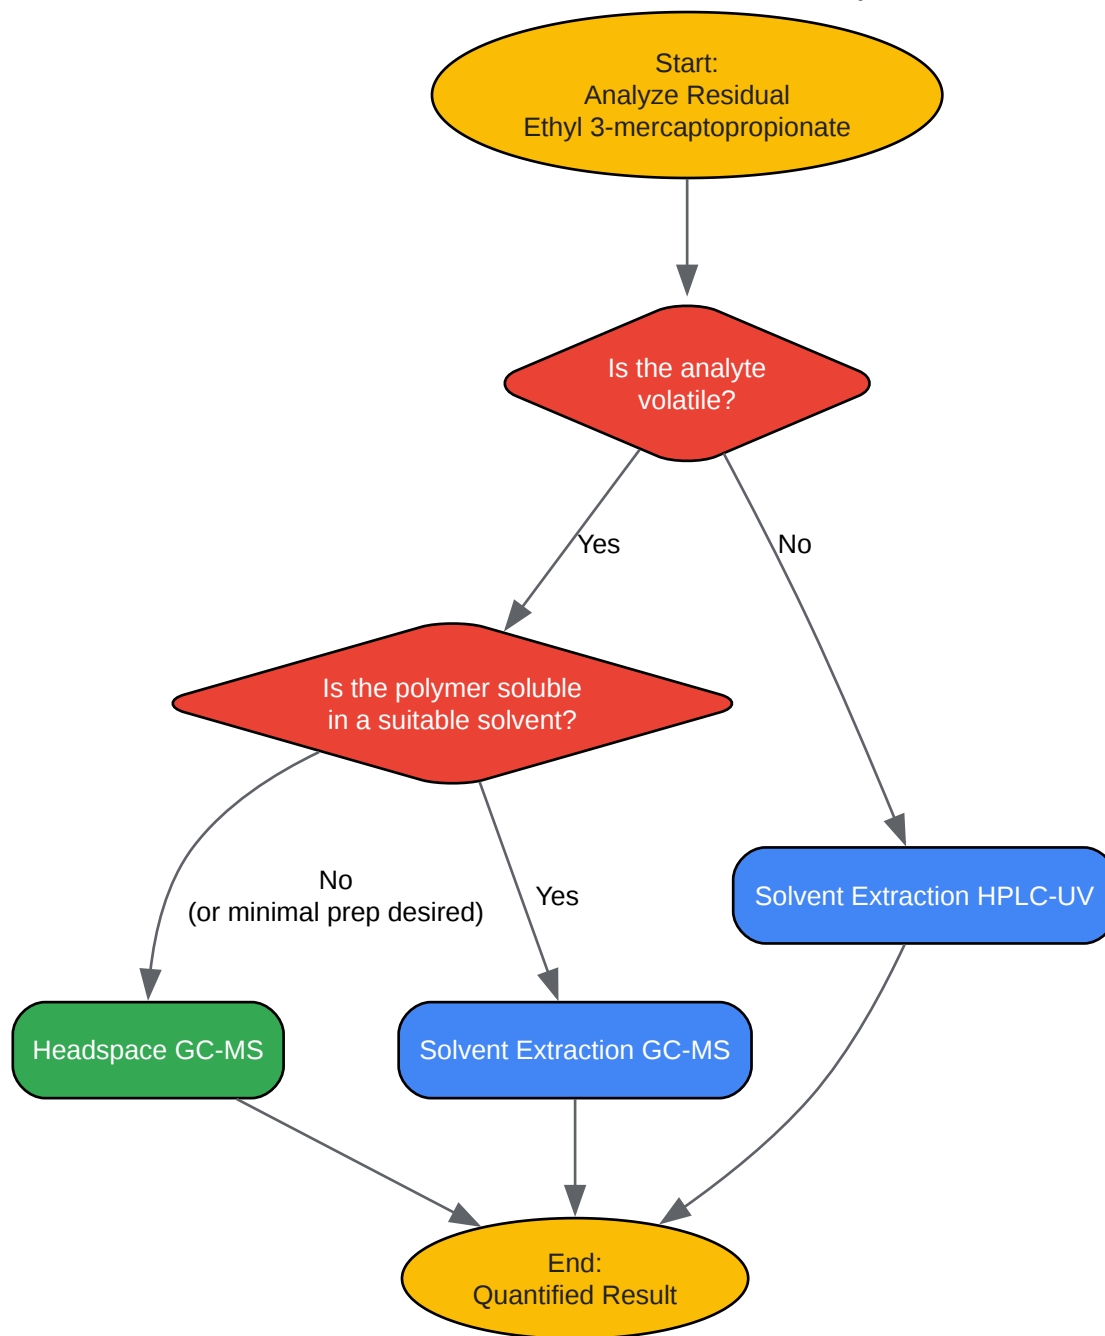 Start:
Analyze Residual
Ethyl 3-mercaptopropionate
Is the analyte
volatile?
Yes
No
Is the polymer soluble
in a suitable solvent?
No
(or minimal prep desired)
Yes
Solvent Extraction HPLC-UV
Headspace GC-MS
Solvent Extraction GC-MS
End:
Quantified Result